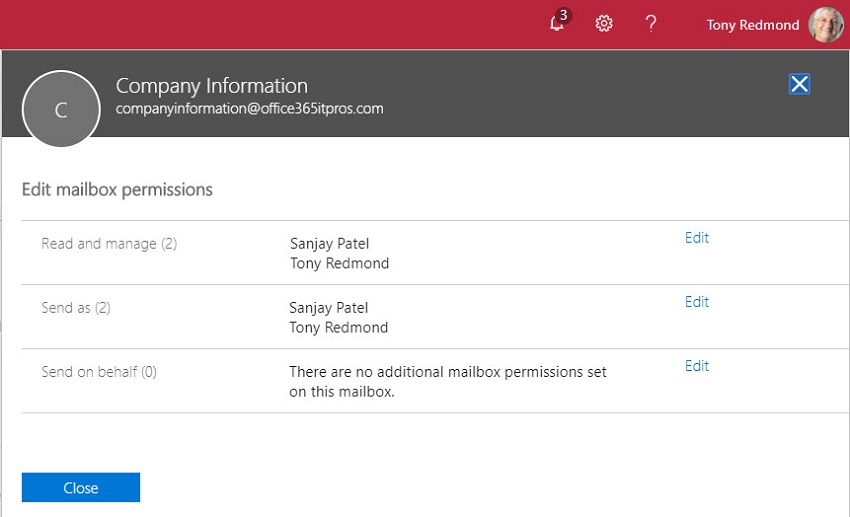 3
?
Tony Redmond
C
Company Information
companyinformation@office365itpros.com
Edit mailbox permissions
Read and manage (2)
Sanjay Patel
Edit
Tony Redmond
Send as (2)
Sanjay Patel
Edit
Tony Redmond
Send on behalf (0)
There are no additional mailbox permissions set
Edit
on this mailbox.
Close